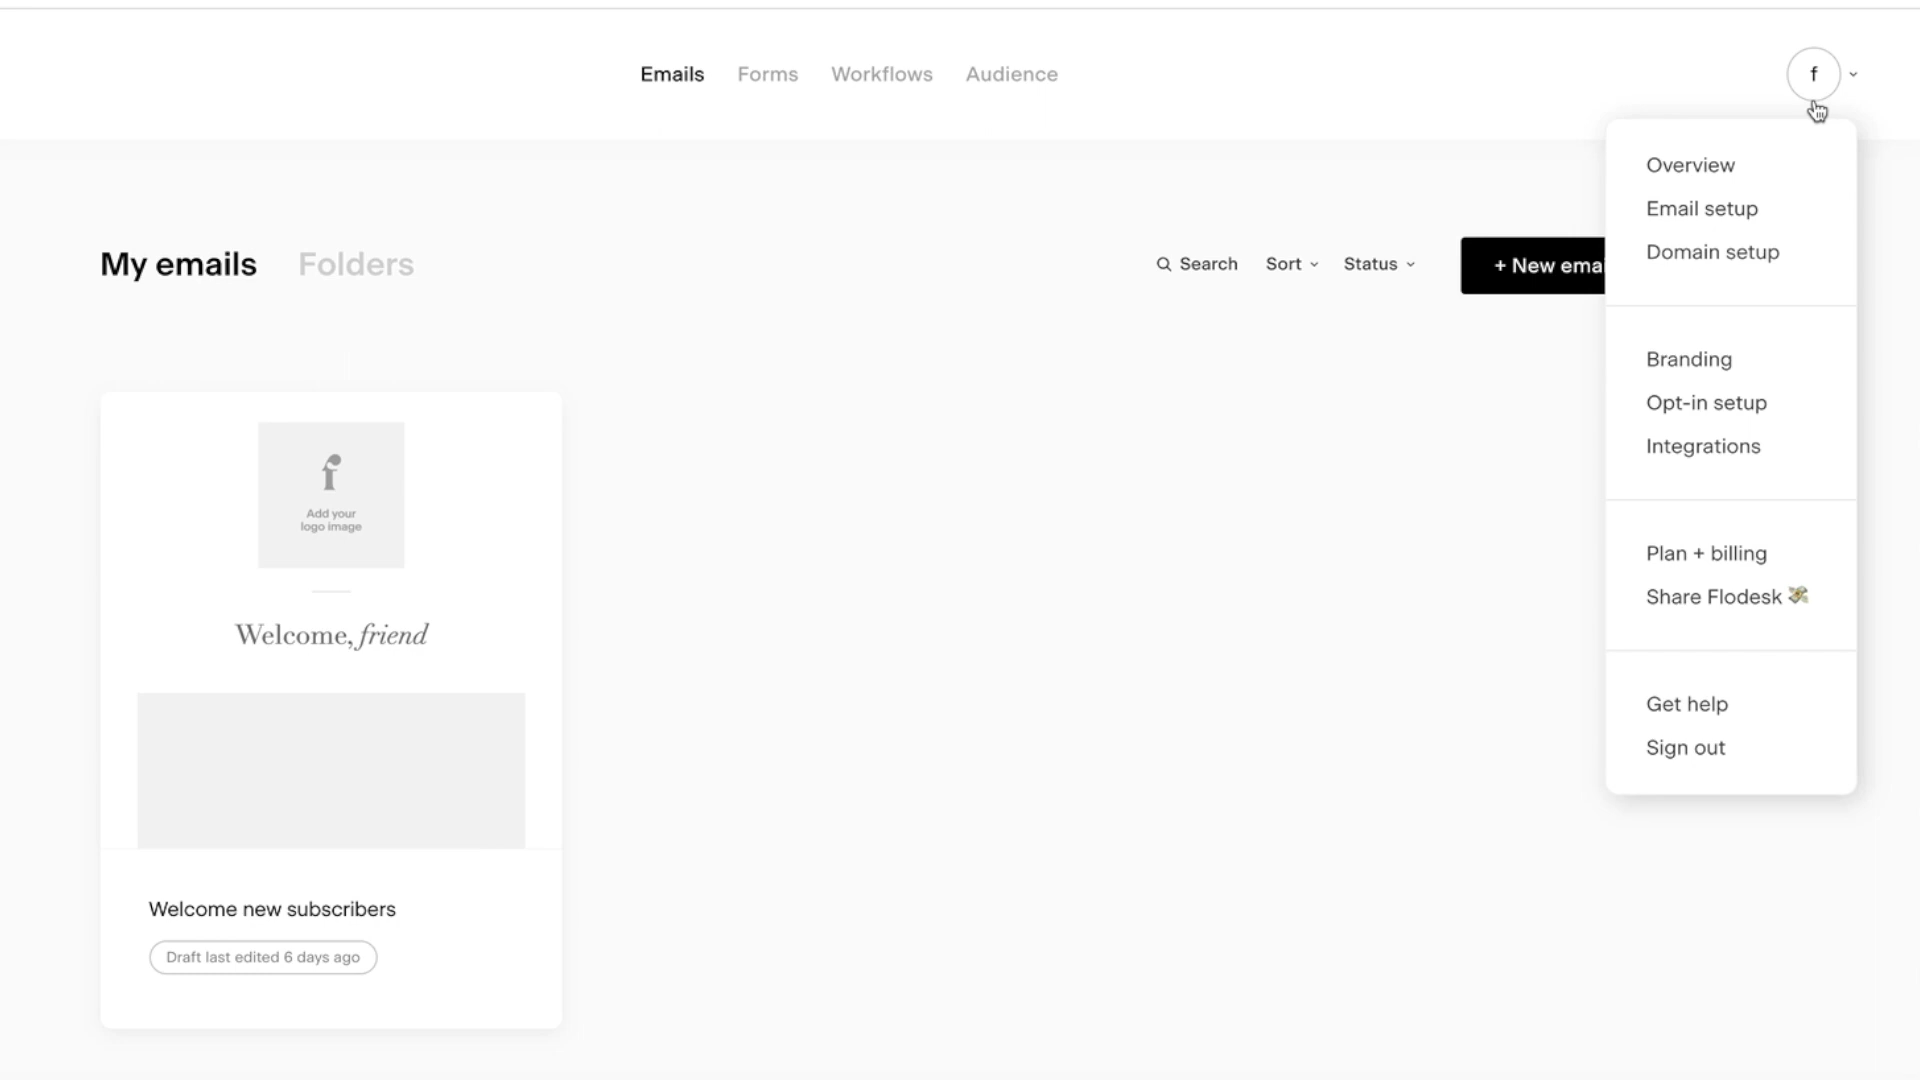 Emails Forms Workflows Audience
f
Overview
Email setup
Domain setup
My emails Folders
Search Sort Status
+ New emai
Branding
Opt-in setup
Integrations
f
Add your
logo image
Plan + billing
Share Flodesk 💸
Welcome, friend
Get help
Sign out
Welcome new subscribers
Draft last edited 6 days ago